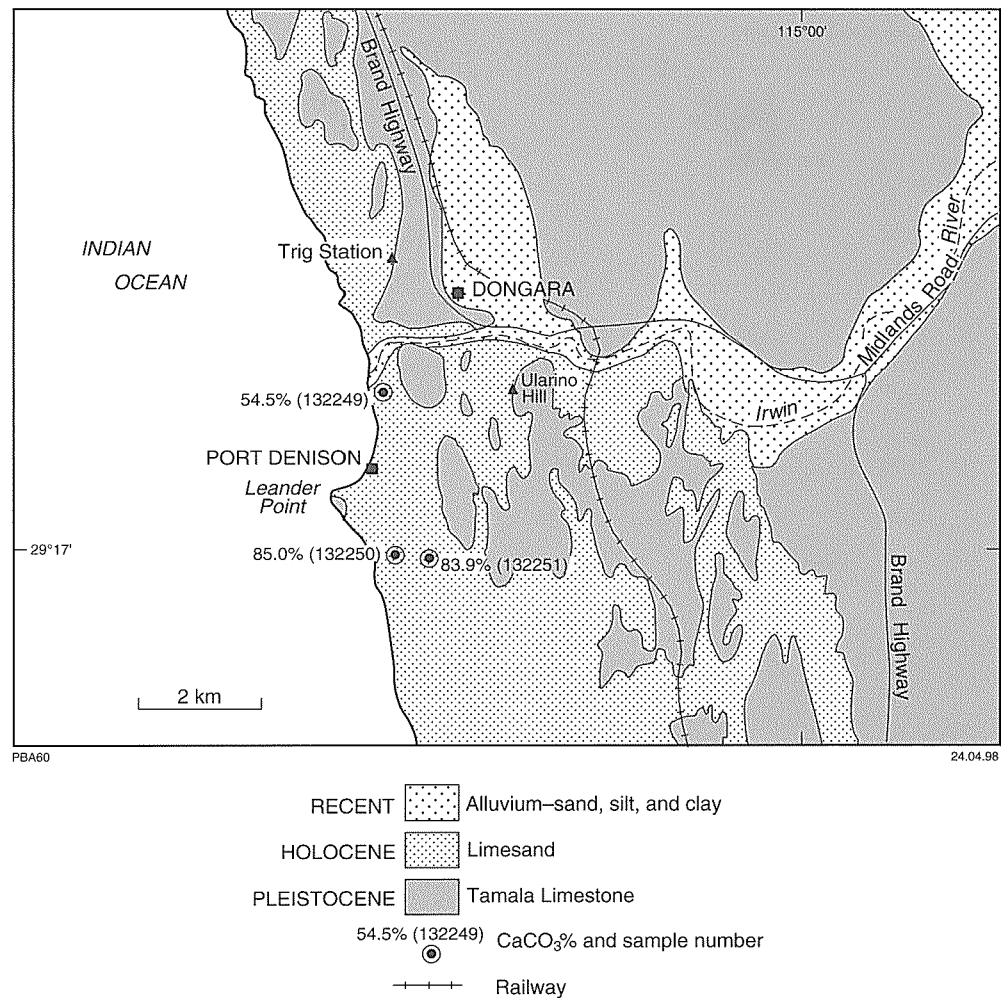 115°00'
Brand Highway
INDIAN
OCEAN
Trig Station
DONGARA
Midlands Road
River
54.5% (132249)
Ularino
Hill
Irwin
PORT DENISON
Leander
Point
29°17'
85.0% (132250)
83.9% (132251)
Brand Highway
2 km
PBA60
24.04.98
RECENT
Alluvium–sand, silt, and clay
HOLOCENE
Limesand
PLEISTOCENE
Tamala Limestone
54.5% (132249)
CaCO₃% and sample number
Railway